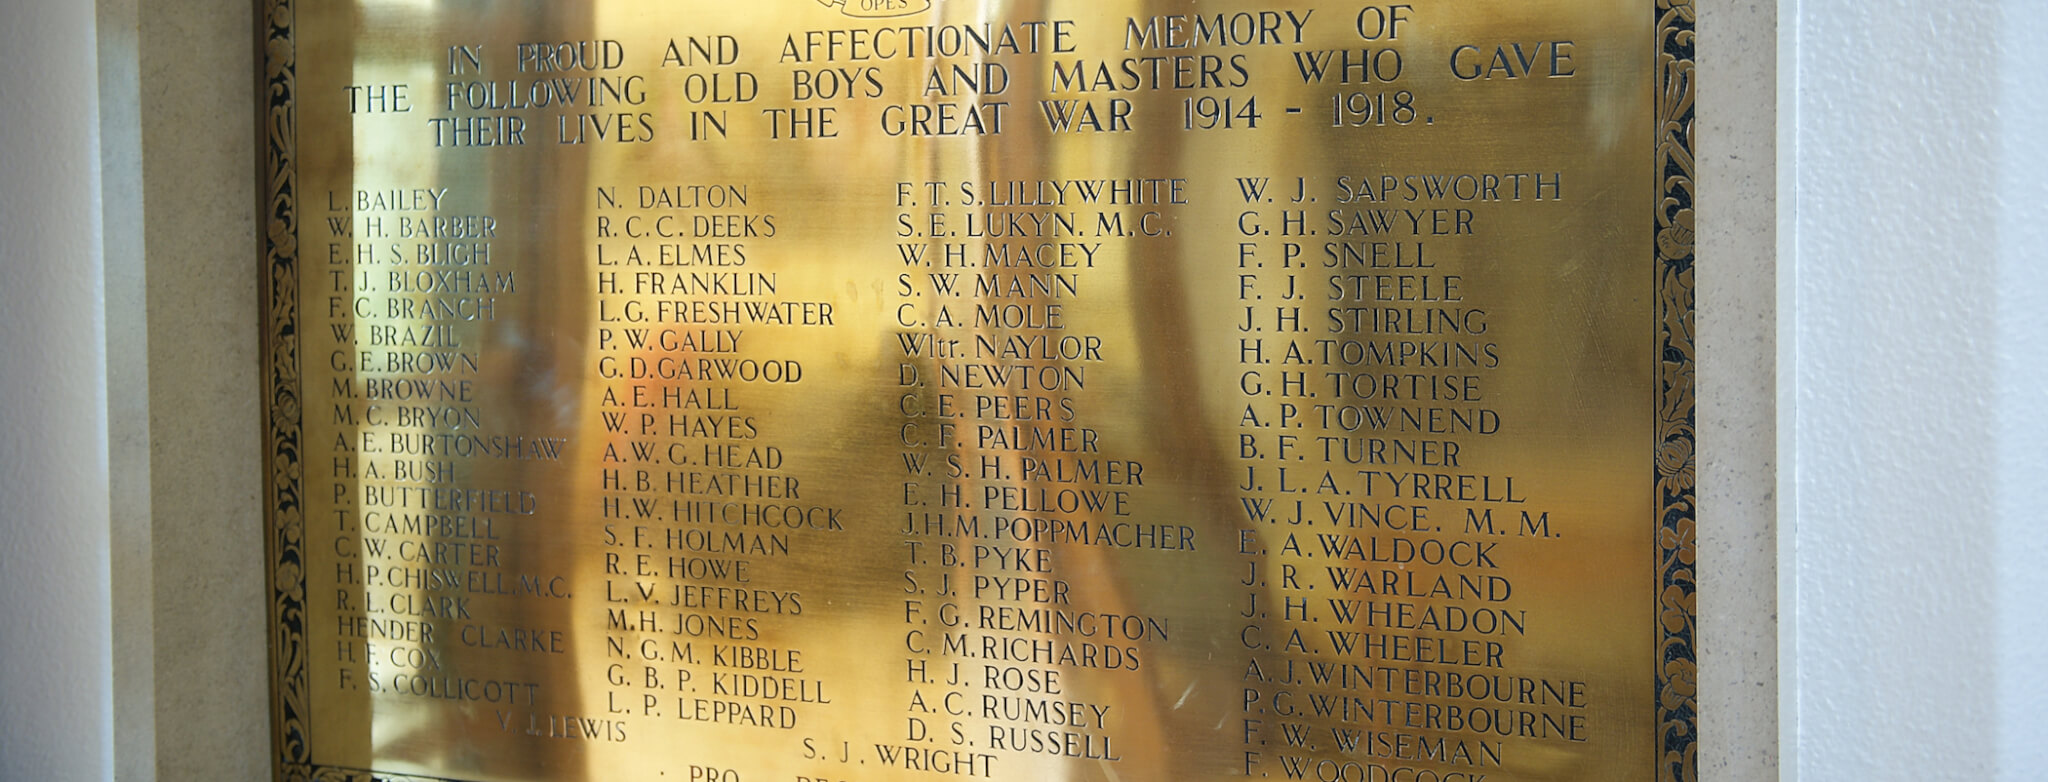 OPES
IN PROUD AND AFFECTIONATE MEMORY OF
THE FOLLOWING OLD BOYS AND MASTERS WHO GAVE
THEIR LIVES IN THE GREAT WAR 1914 - 1918.
L. BAILEY
W. H. BARBER
E. H. S. BLIGH
T. J. BLOXHAM
F. C. BRANCH
W. BRAZIL
G. E. BROWN
M. BROWNE
M. C. BRYON
A. E. BURTONSHAW
H. A. BUSH
P. BUTTERFIELD
T. CAMPBELL
C. W. CARTER
H. P. CHISWELL. M.C.
R. L. CLARK
HENDER CLARKE
H. F. COX
F. S. COLLICOTT
N. DALTON
R. C. C. DEEKS
L. A. ELMES
H. FRANKLIN
L. G. FRESHWATER
P. W. GALLY
G. D. GARWOOD
A. E. HALL
W. P. HAYES
A. W. G. HEAD
H. B. HEATHER
H. W. HITCHCOCK
S. F. HOLMAN
R. E. HOWE
L. V. JEFFREYS
M. H. JONES
N. G. M. KIBBLE
G. B. P. KIDDELL
L. P. LEPPARD
F. T. S. LILLYWHITE
S. E. LUKYN. M.C.
W. H. MACEY
S. W. MANN
C. A. MOLE
Wltr. NAYLOR
D. NEWTON
C. E. PEERS
C. F. PALMER
W. S. H. PALMER
E. H. PELLOWE
J. H. M. POPPMACHER
T. B. PYKE
S. J. PYPER
F. G. REMINGTON
C. M. RICHARDS
H. J. ROSE
A. C. RUMSEY
D. S. RUSSELL
W. J. SAPSWORTH
G. H. SAWYER
F. P. SNELL
F. J. STEELE
J. H. STIRLING
H. A. TOMPKINS
G. H. TORTISE
A. P. TOWNEND
B. F. TURNER
J. L. A. TYRRELL
W. J. VINCE. M. M.
E. A. WALDOCK
J. R. WARLAND
J. H. WHEADON
C. A. WHEELER
A. J. WINTERBOURNE
P. G. WINTERBOURNE
F. W. WISEMAN
F. WOODCOCK
V. J. LEWIS
S. J. WRIGHT
PRO